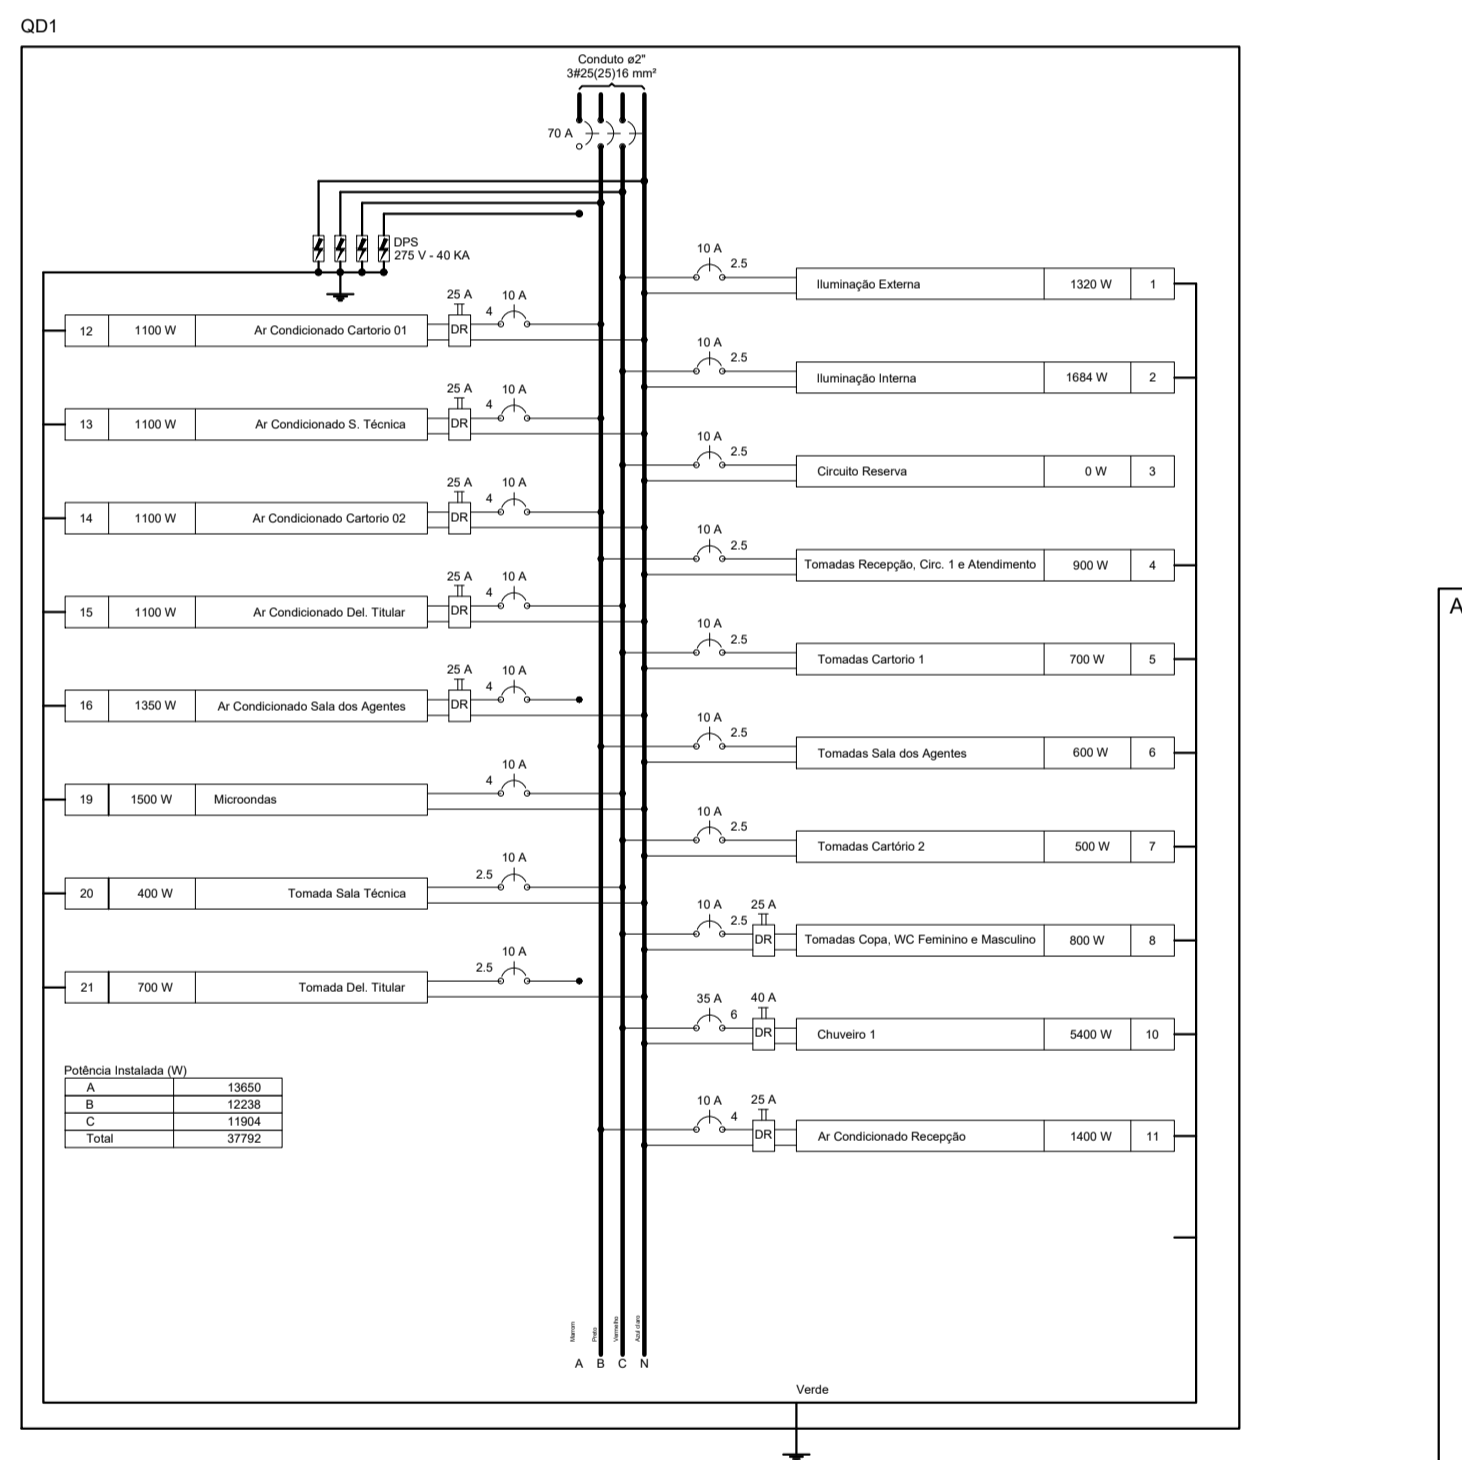 QD1
Conduto ø2"
3#25(25)16 mm²
70 A
DPS
275 V - 40 KA
25 A 10 A
4
12 1100 W Ar Condicionado Cartorio 01 DR
25 A 10 A
4
13 1100 W Ar Condicionado S. Técnica DR
25 A 10 A
4
14 1100 W Ar Condicionado Cartorio 02 DR
25 A 10 A
4
15 1100 W Ar Condicionado Del. Titular DR
25 A 10 A
4
16 1350 W Ar Condicionado Sala dos Agentes DR
10 A
4
19 1500 W Microondas
10 A
2.5
20 400 W Tomada Sala Técnica
10 A
2.5
21 700 W Tomada Del. Titular
Potência Instalada (W)
A 13650
B 12238
C 11904
Total 37792
10 A
2.5
Iluminação Externa 1320 W 1
10 A
2.5
Iluminação Interna 1684 W 2
10 A
2.5
Circuito Reserva 0 W 3
10 A
2.5
Tomadas Recepção, Circ. 1 e Atendimento 900 W 4
10 A
2.5
Tomadas Cartorio 1 700 W 5
10 A
2.5
Tomadas Sala dos Agentes 600 W 6
10 A
2.5
Tomadas Cartório 2 500 W 7
10 A 25 A
2.5
DR Tomadas Copa, WC Feminino e Masculino 800 W 8
35 A 40 A
6
DR Chuveiro 1 5400 W 10
10 A 25 A
4
DR Ar Condicionado Recepção 1400 W 11
Marrom Preto Vermelho Azul claro
A B C N
Verde
A